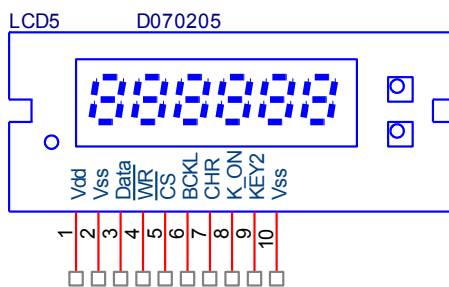 LCD5 D070205
888888
Vdd
Vss
Data
WR
CS
BCKL
CHR
K_ON
KEY2
Vss
1
2
3
4
5
6
7
8
9
10